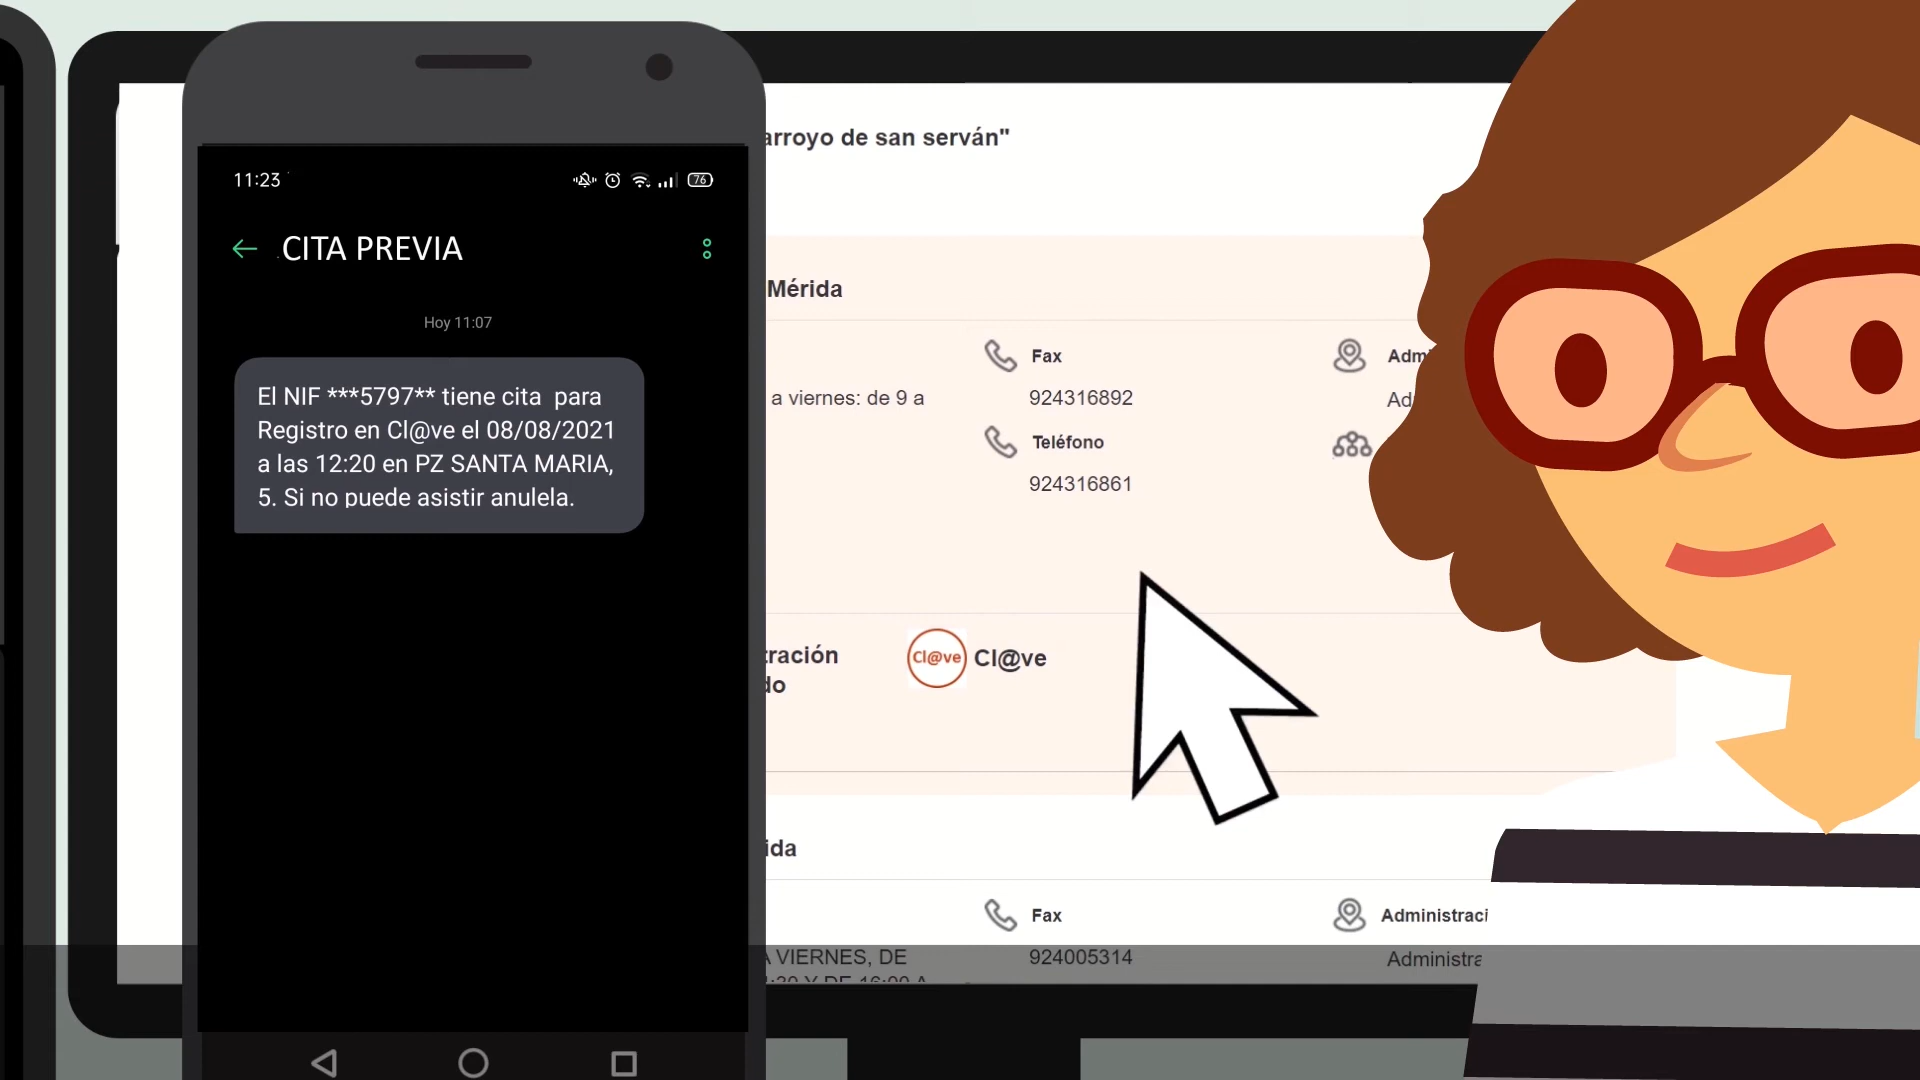 11:23
76
CITA PREVIA
Hoy 11:07
El NIF ***5797** tiene cita  para
Registro en Cl@ve el 08/08/2021
a las 12:20 en PZ SANTA MARIA,
5. Si no puede asistir anulela.
arroyo de san serván"
Mérida
Fax
a viernes: de 9 a
924316892
Teléfono
924316861
Cl@ve
Cl@ve
Fax
Administraci
A VIERNES, DE
924005314
Administra